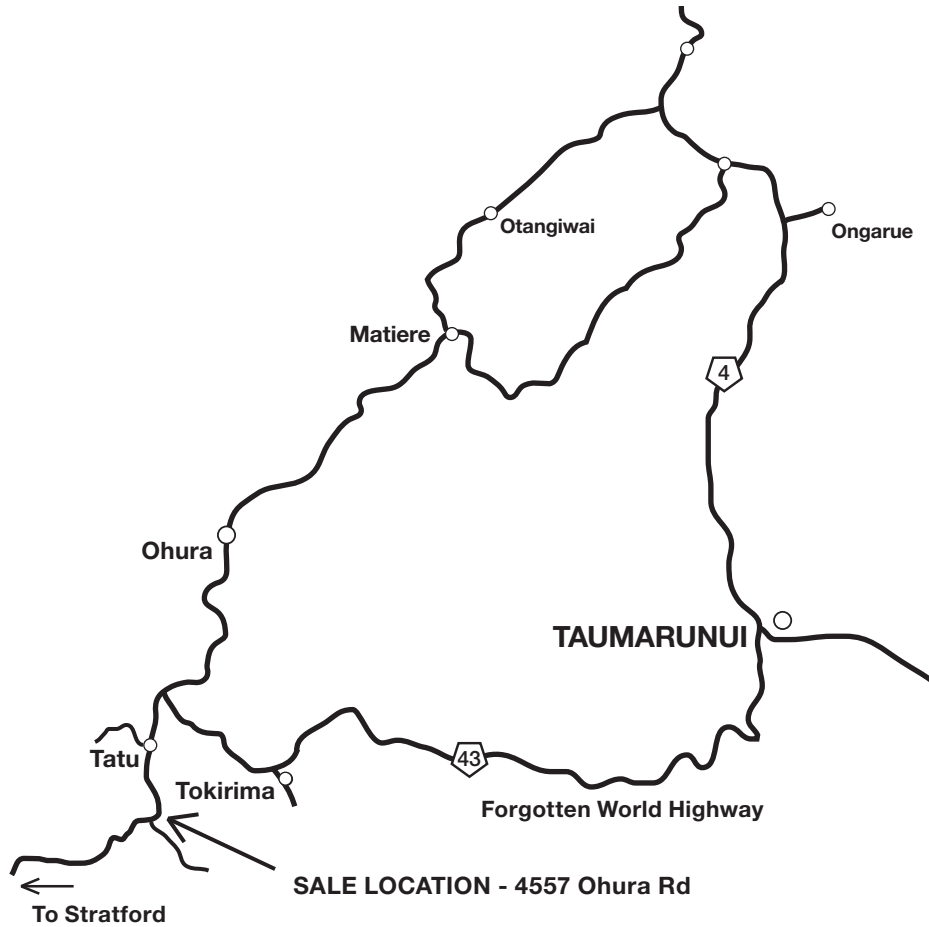 Otangiwai
Ongarue
Matiere
4
Ohura
TAUMARUNUI
Tatu
43
Tokirima
Forgotten World Highway
SALE LOCATION - 4557 Ohura Rd
To Stratford